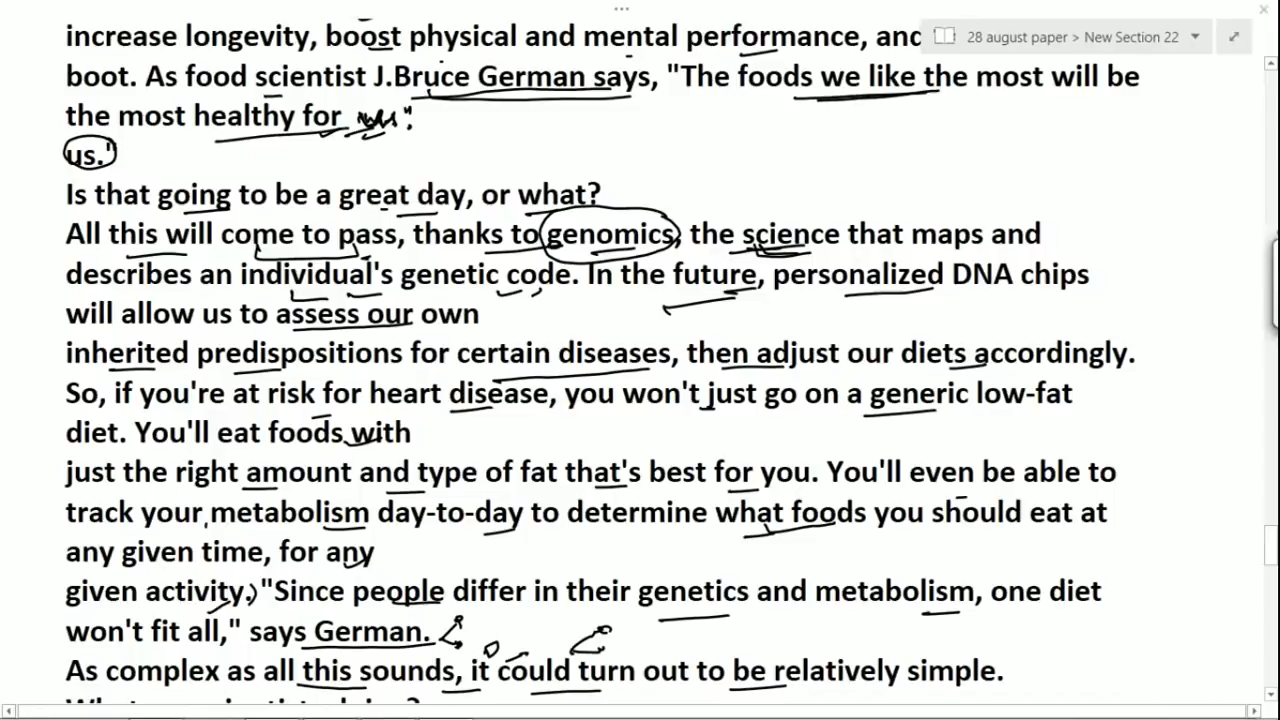 increase longevity, boost physical and mental performance, and
28 august paper > New Section 22
boot. As food scientist J.Bruce German says, "The foods we like the most will be
the most healthy for us".
us."
Is that going to be a great day, or what?
All this will come to pass, thanks to genomics, the science that maps and
describes an individual's genetic code. In the future, personalized DNA chips
will allow us to assess our own
inherited predispositions for certain diseases, then adjust our diets accordingly.
So, if you're at risk for heart disease, you won't just go on a generic low-fat
diet. You'll eat foods with
just the right amount and type of fat that's best for you. You'll even be able to
track your metabolism day-to-day to determine what foods you should eat at
any given time, for any
given activity. "Since people differ in their genetics and metabolism, one diet
won't fit all," says German.
As complex as all this sounds, it could turn out to be relatively simple.